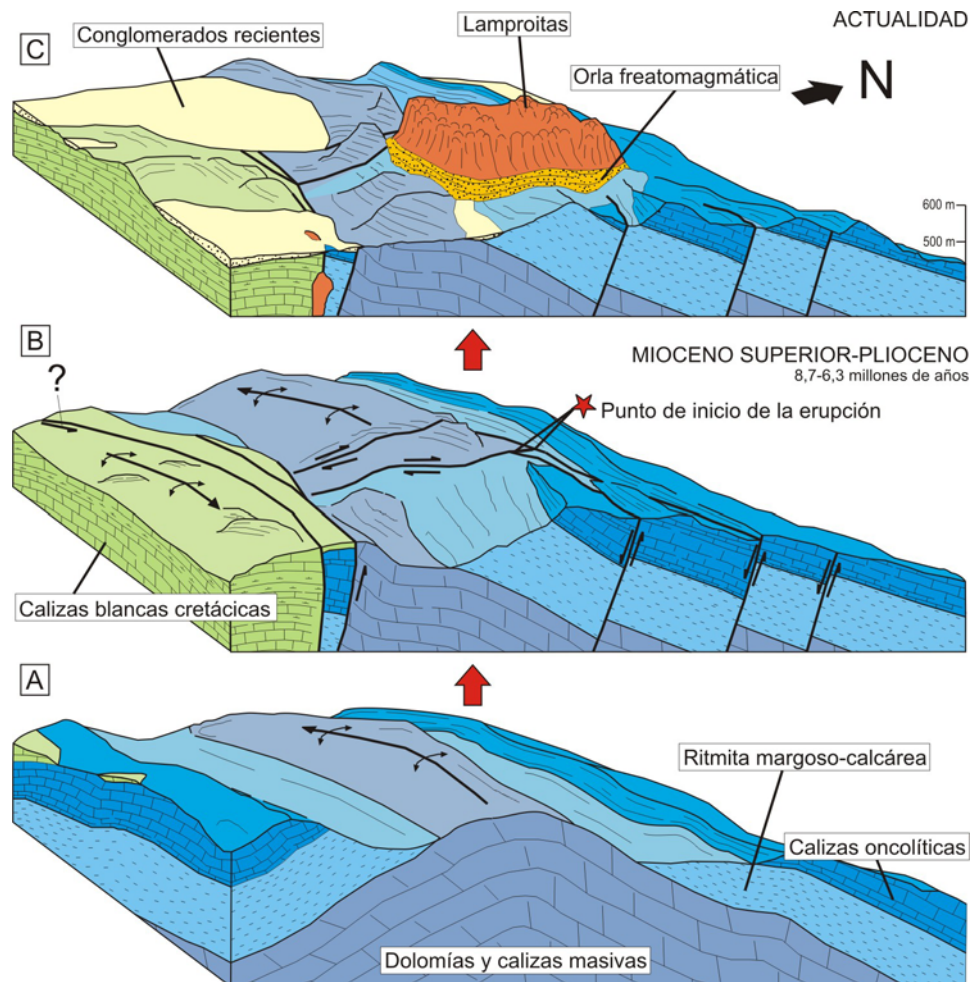 ACTUALIDAD
C
Conglomerados recientes
Lamproitas
Orla freatomagmática
N
600 m
500 m
B
MIOCENO SUPERIOR-PLIOCENO
8,7-6,3 millones de años
?
Punto de inicio de la erupción
Calizas blancas cretácicas
A
Ritmita margoso-calcárea
Calizas oncolíticas
Dolomías y calizas masivas